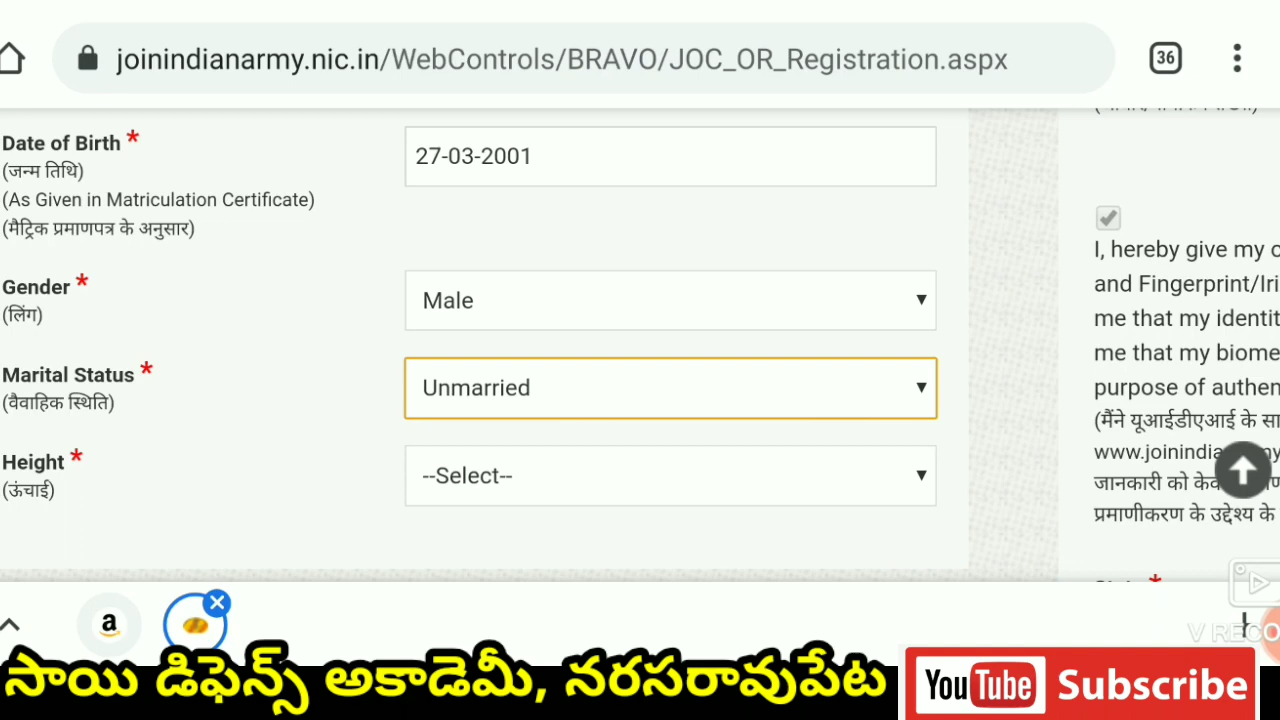 joinindianarmy.nic.in/WebControls/BRAVO/JOC_OR_Registration.aspx
36
Date of Birth *
(जन्म तिथि)
(As Given in Matriculation Certificate)
(मैट्रिक प्रमाणपत्र के अनुसार)
27-03-2001
Gender *
(लिंग)
Male
Marital Status *
(वैवाहिक स्थिति)
Unmarried
Height *
(ऊंचाई)
--Select--
I, hereby give my
and Fingerprint/Iri
me that my identit
me that my biome
purpose of authen
(मैंने यूआईडीएआई के सा
www.joinindia
जानकारी को
प्रमाणीकरण के उद्देश्य के
a
V RECO
సాయి డిఫెన్స్ అకాడెమీ, నరసరావుపేట
YouTube Subscribe